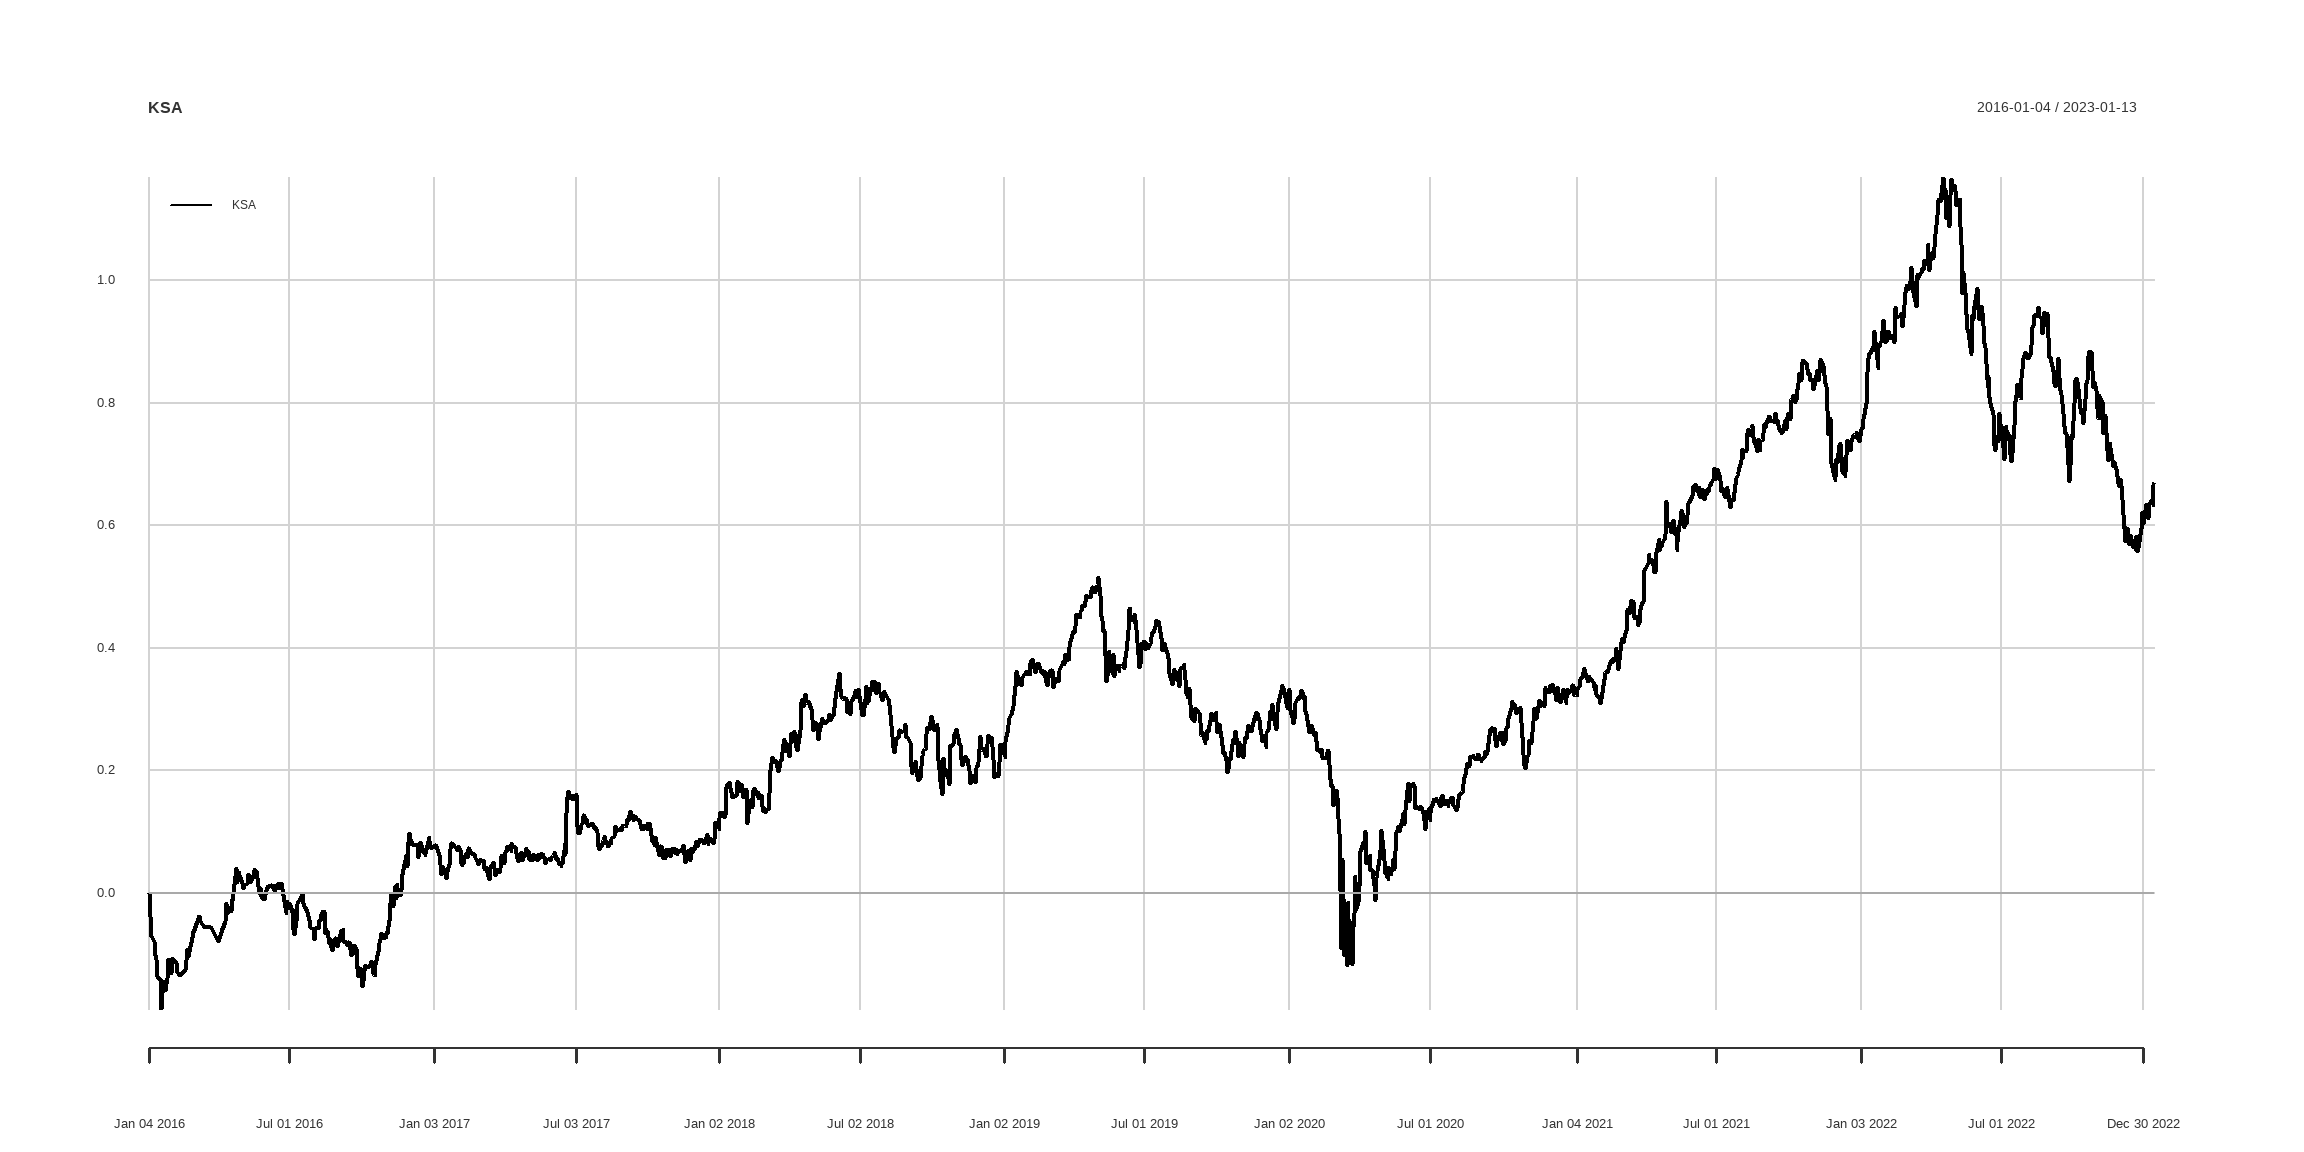 KSA
2016-01-04 / 2023-01-13
KSA
1.0
0.8
0.6
0.4
0.2
0.0
Jan 04 2016
Jul 01 2016
Jan 03 2017
Jul 03 2017
Jan 02 2018
Jul 02 2018
Jan 02 2019
Jul 01 2019
Jan 02 2020
Jul 01 2020
Jan 04 2021
Jul 01 2021
Jan 03 2022
Jul 01 2022
Dec 30 2022